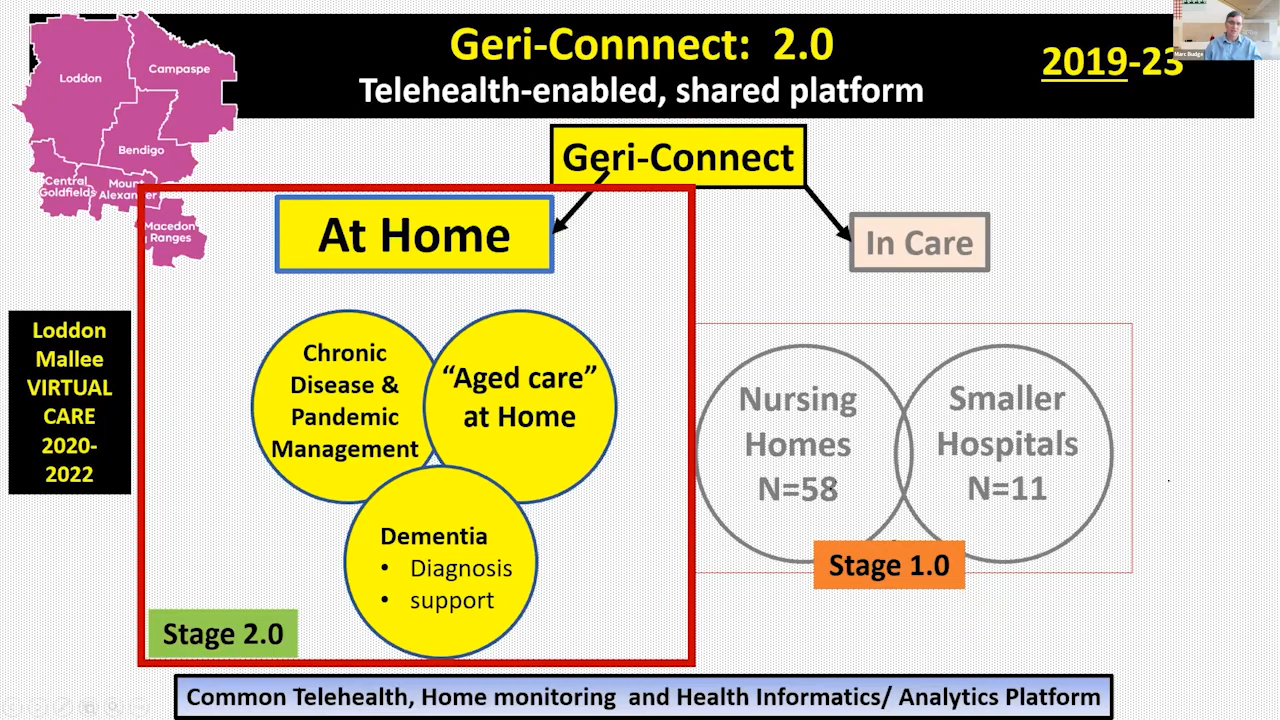 Geri-Connnect: 2.0
Telehealth-enabled, shared platform
2019-23
Marc Budge
Loddon
Campaspe
Bendigo
Central
Goldfields
Mount
Alexander
Macedon
Ranges
Geri-Connect
At Home
In Care
Loddon
Mallee
VIRTUAL
CARE
2020-
2022
Chronic
Disease &
Pandemic
Management
“Aged care”
at Home
Dementia
• Diagnosis
• support
Stage 2.0
Nursing
Homes
N=58
Smaller
Hospitals
N=11
Stage 1.0
Common Telehealth, Home monitoring and Health Informatics/ Analytics Platform